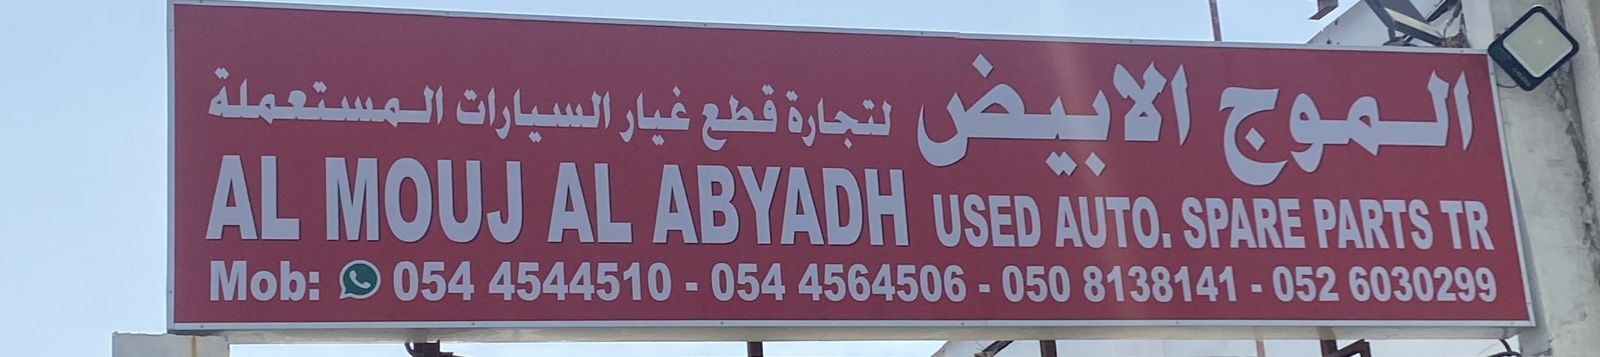 الموج الابيض لتجارة قطع غيار السيارات المستعملة
AL MOUJ AL ABYADH USED AUTO. SPARE PARTS TR
Mob: 054 4544510 - 054 4564506 - 050 8138141 - 052 6030299